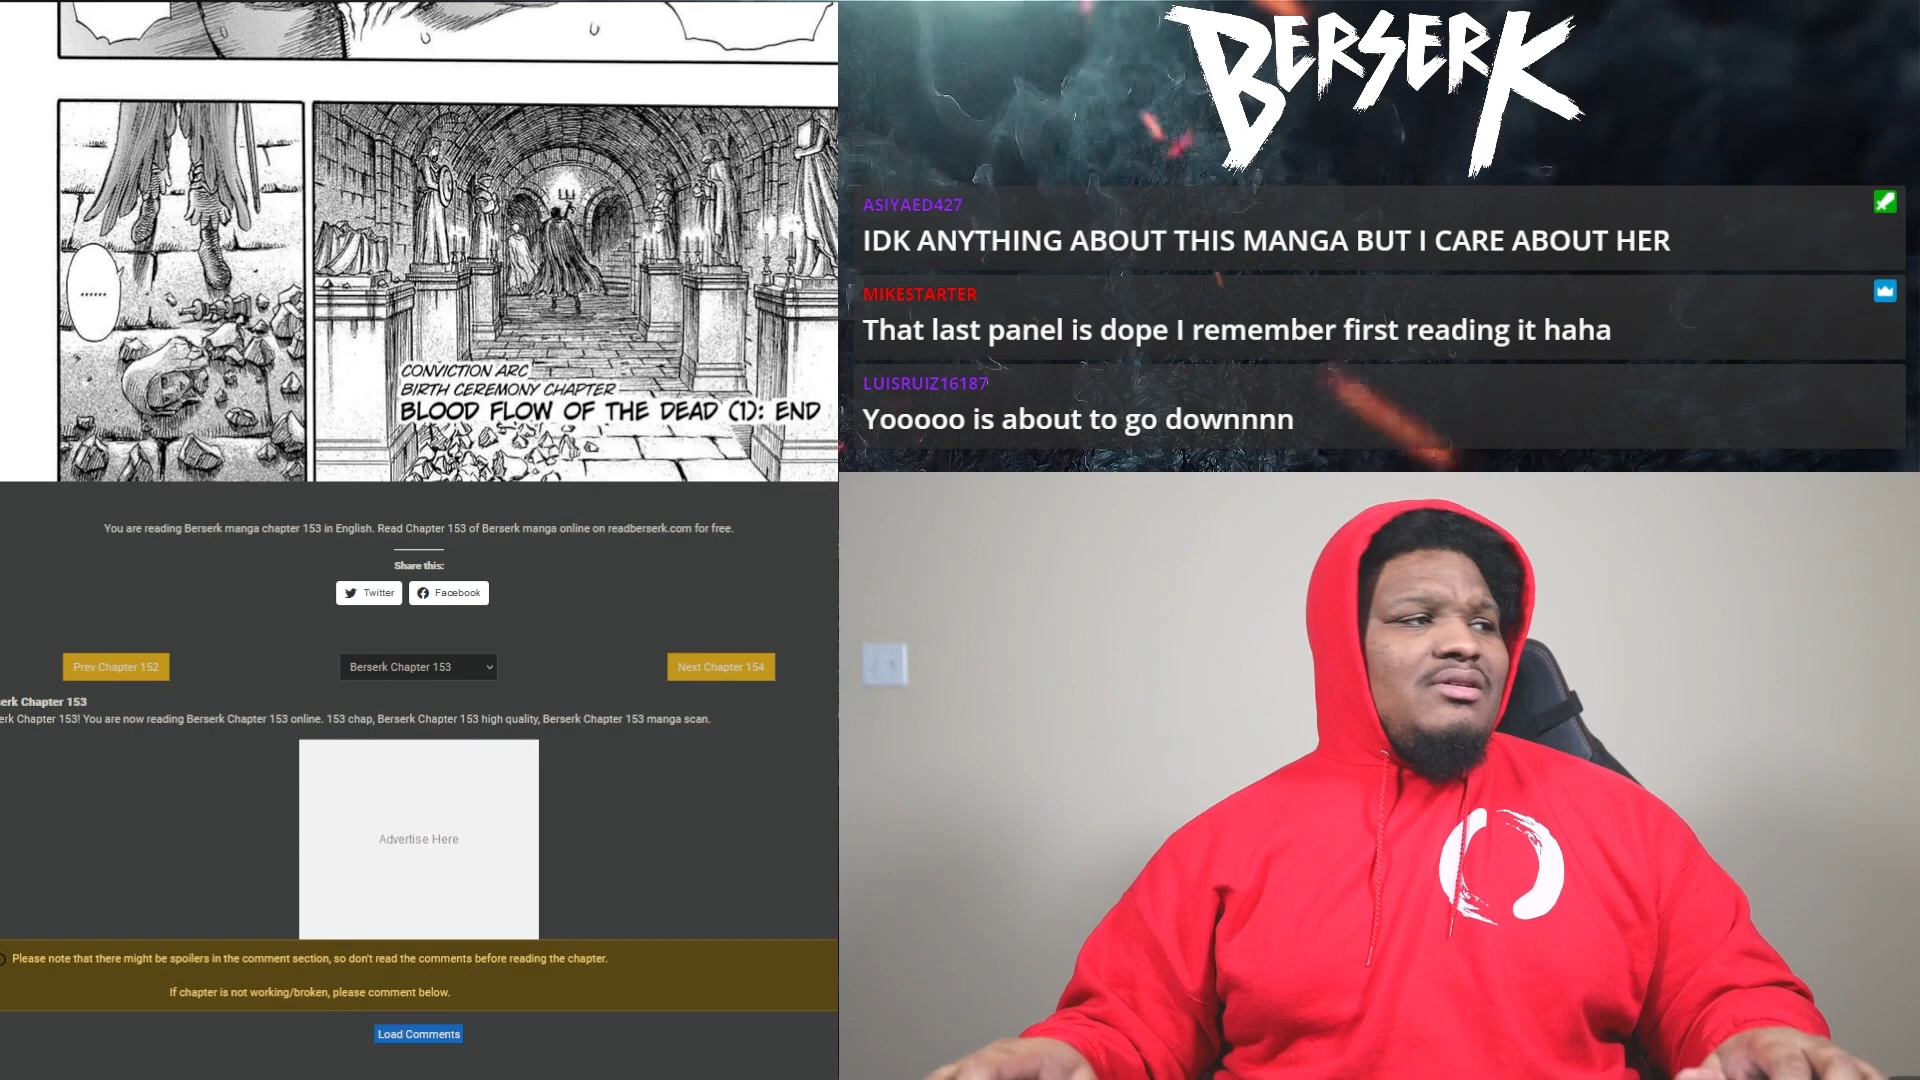 ......
CONVICTION ARC
BIRTH CEREMONY CHAPTER
BLOOD FLOW OF THE DEAD (1): END
You are reading Berserk manga chapter 153 in English. Read Chapter 153 of Berserk manga online on readberserk.com for free.
Share this:
Twitter
Facebook
Prev Chapter 152
Berserk Chapter 153
Next Chapter 154
erk Chapter 153
erk Chapter 153! You are now reading Berserk Chapter 153 online. 153 chap, Berserk Chapter 153 high quality, Berserk Chapter 153 manga scan.
Advertise Here
Please note that there might be spoilers in the comment section, so don't read the comments before reading the chapter.
If chapter is not working/broken, please comment below.
Load Comments
BERSERK
ASIYAED427
IDK ANYTHING ABOUT THIS MANGA BUT I CARE ABOUT HER
MIKESTARTER
That last panel is dope I remember first reading it haha
LUISRUIZ16187
Yooooo is about to go downnnn